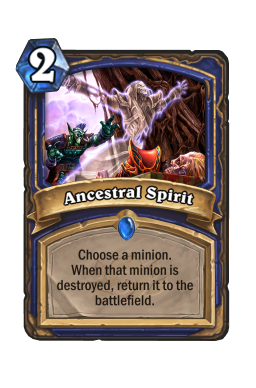 2
Ancestral Spirit
Choose a minion.
When that minion is
destroyed, return it to the
battlefield.